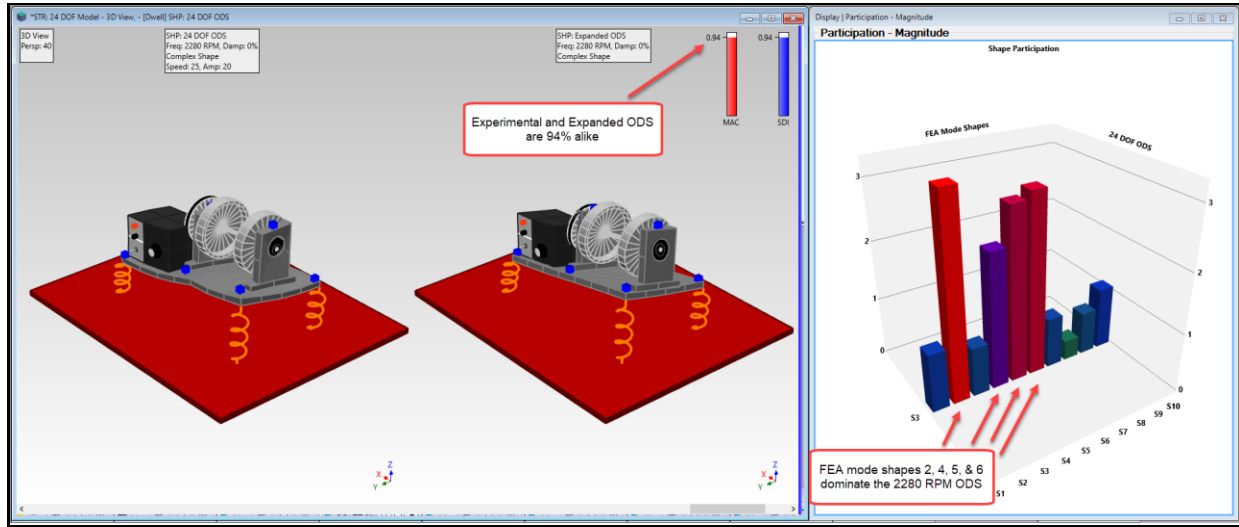 *STR: 24 DOF Model - 3D View, - [Dwell] SHP: 24 DOF ODS
3D View
Persp: 40
SHP: 24 DOF ODS
Freq: 2280 RPM, Damp: 0%
Complex Shape
Speed: 25, Amp: 20
SHP: Expanded ODS
Freq: 2280 RPM, Damp: 0%
Complex Shape
0.94
0.94
MAC
SDI
Experimental and Expanded ODS
are 94% alike
Z
X
Y
Z
X
Y
Display | Participation - Magnitude
Participation - Magnitude
Shape Participation
FEA Mode Shapes
24 DOF ODS
3
2
1
0
3
2
1
0
S3
S1
S2
S3
S4
S5
S6
S7
S8
S9
S10
FEA mode shapes 2, 4, 5, & 6
dominate the 2280 RPM ODS